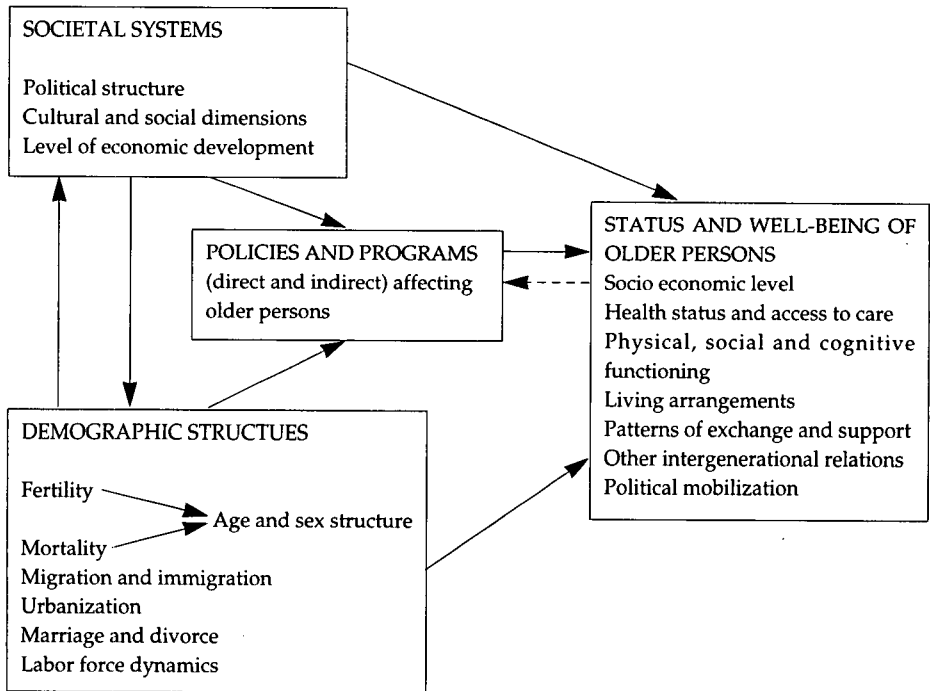 SOCIETAL SYSTEMS
Political structure
Cultural and social dimensions
Level of economic development
POLICIES AND PROGRAMS
(direct and indirect) affecting
older persons
STATUS AND WELL-BEING OF
OLDER PERSONS
Socio economic level
Health status and access to care
Physical, social and cognitive
functioning
Living arrangements
Patterns of exchange and support
Other intergenerational relations
Political mobilization
DEMOGRAPHIC STRUCTUES
Fertility
Age and sex structure
Mortality
Migration and immigration
Urbanization
Marriage and divorce
Labor force dynamics